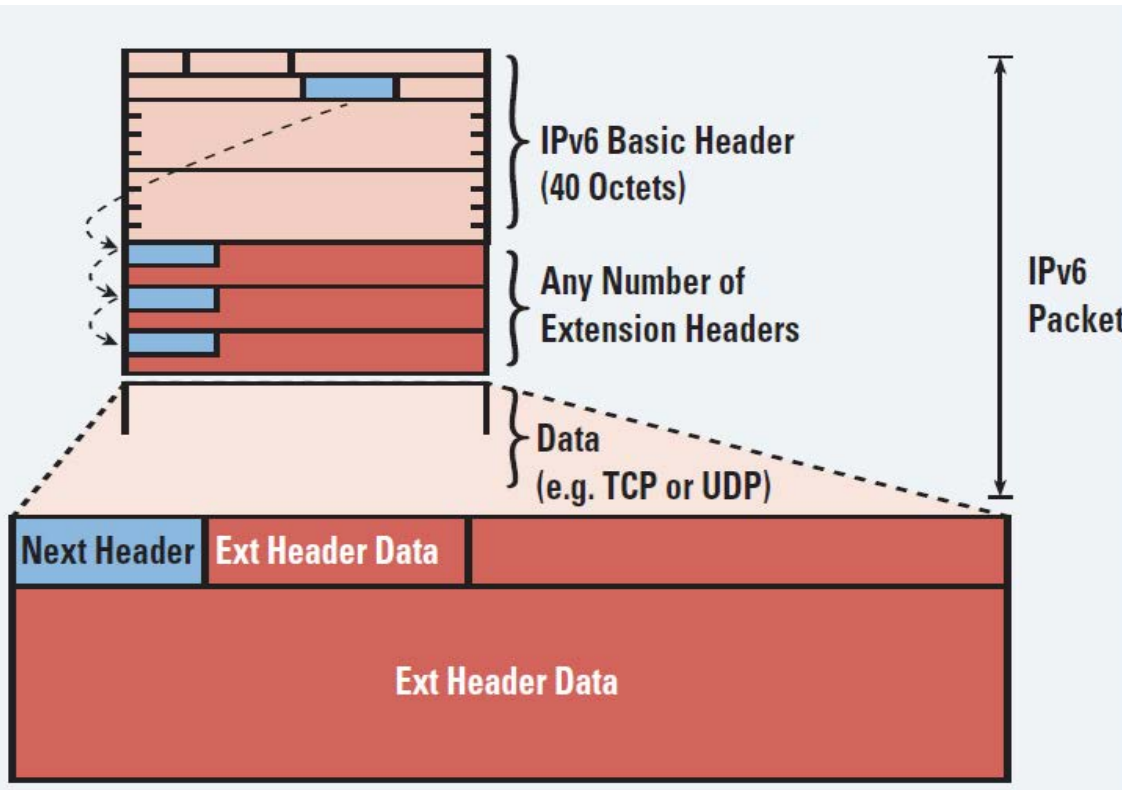 IPv6 Basic Header
(40 Octets)
Any Number of
Extension Headers
IPv6
Packet
Data
(e.g. TCP or UDP)
Next Header
Ext Header Data
Ext Header Data